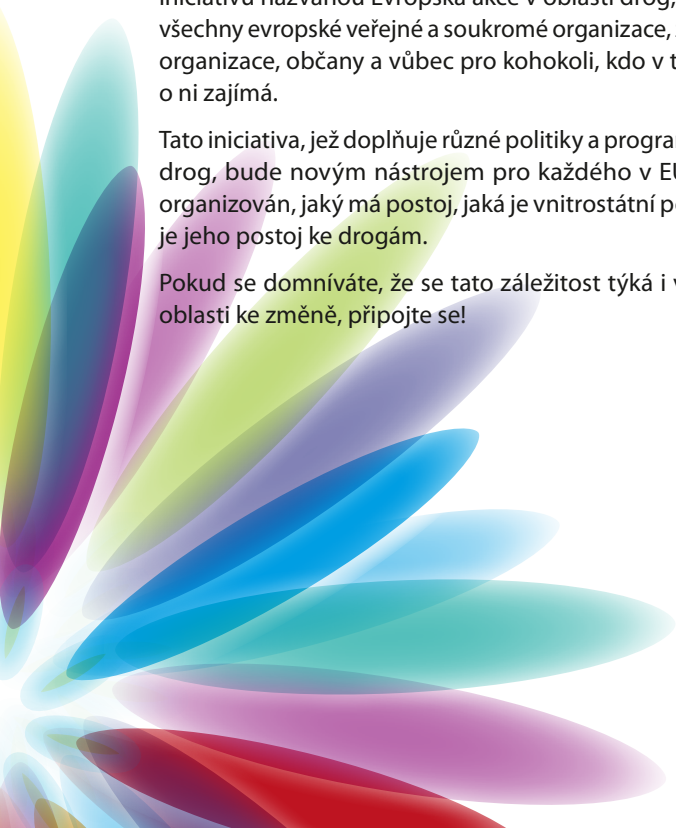 iniciativu nazvanou Evropská akce v oblasti drog,
všechny evropské veřejné a soukromé organizace,
organizace, občany a vůbec pro kohokoli, kdo v
o ni zajímá.
Tato iniciativa, jež doplňuje různé politiky a
drog, bude novým nástrojem pro každého v
organizován, jaký má postoj, jaká je vnitrostátní
je jeho postoj ke drogám.
Pokud se domníváte, že se tato záležitost týká i
oblasti ke změně, připojte se!